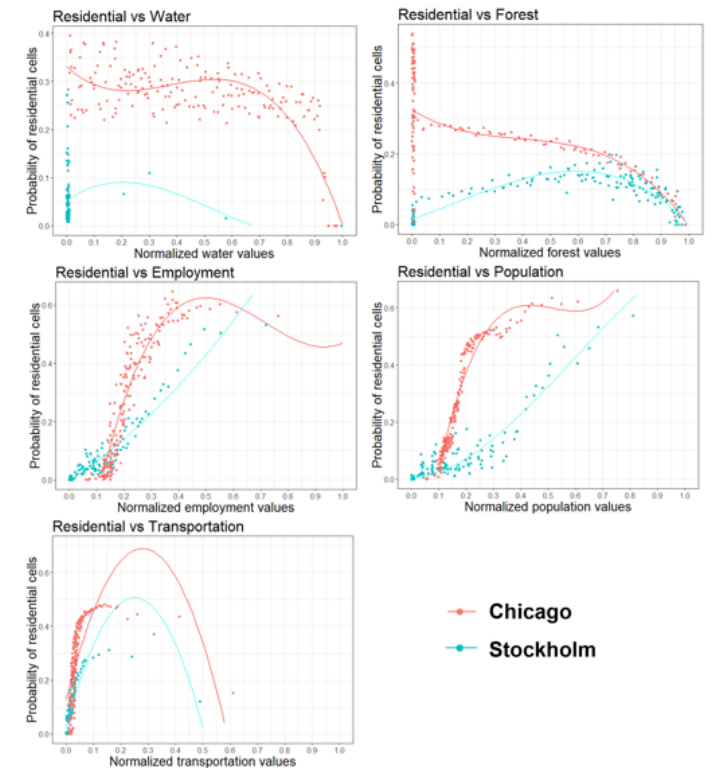 Residential vs Water
Probability of residential cells
0.4
0.3
0.2
0.1
0.0
0.0 0.1 0.2 0.3 0.4 0.5 0.6 0.7 0.8 0.9 1.0
Normalized water values
Residential vs Forest
Probability of residential cells
0.4
0.2
0.0
0.0 0.1 0.2 0.3 0.4 0.5 0.6 0.7 0.8 0.9 1.0
Normalized forest values
Residential vs Employment
Probability of residential cells
0.6
0.4
0.2
0.0
0.0 0.1 0.2 0.3 0.4 0.5 0.6 0.7 0.8 0.9 1.0
Normalized employment values
Residential vs Population
Probability of residential cells
0.6
0.4
0.2
0.0
0.0 0.1 0.2 0.3 0.4 0.5 0.6 0.7 0.8 0.9 1.0
Normalized population values
Residential vs Transportation
Probability of residential cells
0.6
0.4
0.2
0.0
0.0 0.1 0.2 0.3 0.4 0.5 0.6 0.7 0.8 0.9 1.0
Normalized transportation values
Chicago
Stockholm